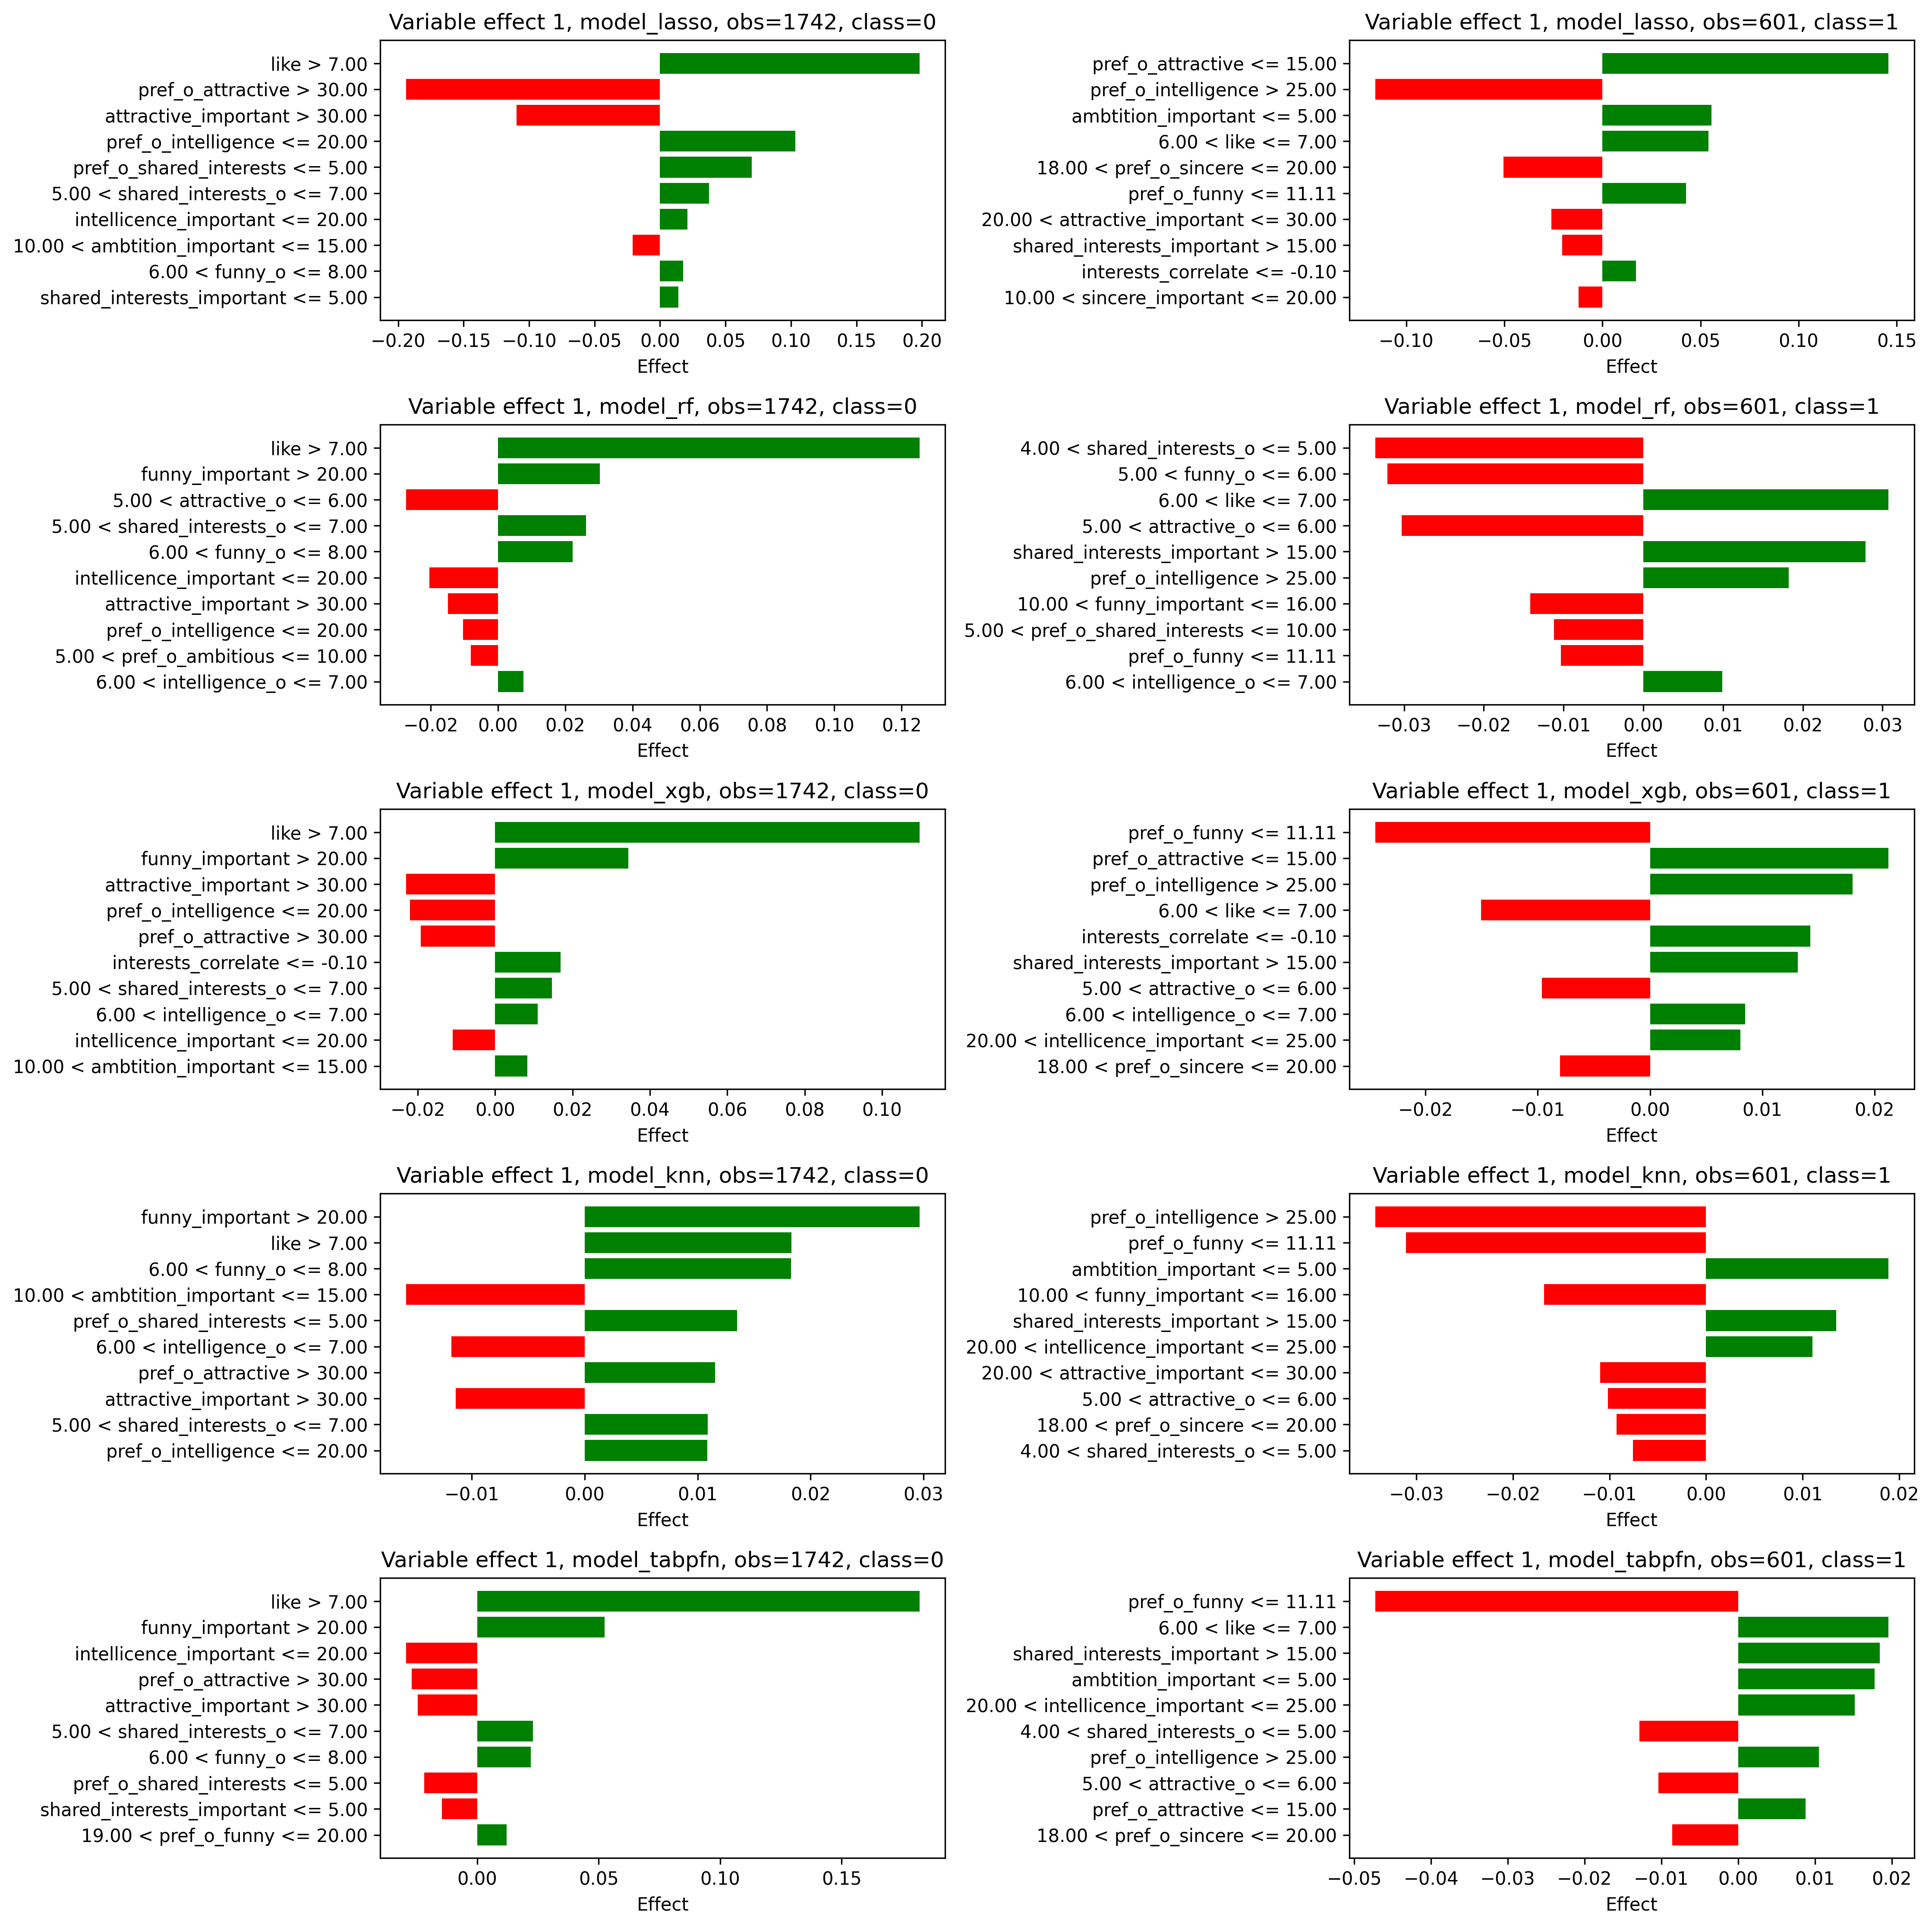 Variable effect 1, model_lasso, obs=1742, class=0
like > 7.00
pref_o_attractive > 30.00
attractive_important > 30.00
pref_o_intelligence <= 20.00
pref_o_shared_interests <= 5.00
5.00 < shared_interests_o <= 7.00
intellicence_important <= 20.00
10.00 < ambtition_important <= 15.00
6.00 < funny_o <= 8.00
shared_interests_important <= 5.00
−0.20 −0.15 −0.10 −0.05 0.00 0.05 0.10 0.15 0.20
Effect
Variable effect 1, model_lasso, obs=601, class=1
pref_o_attractive <= 15.00
pref_o_intelligence > 25.00
ambtition_important <= 5.00
6.00 < like <= 7.00
18.00 < pref_o_sincere <= 20.00
pref_o_funny <= 11.11
20.00 < attractive_important <= 30.00
shared_interests_important > 15.00
interests_correlate <= -0.10
10.00 < sincere_important <= 20.00
−0.10 −0.05 0.00 0.05 0.10 0.15
Effect
Variable effect 1, model_rf, obs=1742, class=0
like > 7.00
funny_important > 20.00
5.00 < attractive_o <= 6.00
5.00 < shared_interests_o <= 7.00
6.00 < funny_o <= 8.00
intellicence_important <= 20.00
attractive_important > 30.00
pref_o_intelligence <= 20.00
5.00 < pref_o_ambitious <= 10.00
6.00 < intelligence_o <= 7.00
−0.02 0.00 0.02 0.04 0.06 0.08 0.10 0.12
Effect
Variable effect 1, model_rf, obs=601, class=1
4.00 < shared_interests_o <= 5.00
5.00 < funny_o <= 6.00
6.00 < like <= 7.00
5.00 < attractive_o <= 6.00
shared_interests_important > 15.00
pref_o_intelligence > 25.00
10.00 < funny_important <= 16.00
5.00 < pref_o_shared_interests <= 10.00
pref_o_funny <= 11.11
6.00 < intelligence_o <= 7.00
−0.03 −0.02 −0.01 0.00 0.01 0.02 0.03
Effect
Variable effect 1, model_xgb, obs=1742, class=0
like > 7.00
funny_important > 20.00
attractive_important > 30.00
pref_o_intelligence <= 20.00
pref_o_attractive > 30.00
interests_correlate <= -0.10
5.00 < shared_interests_o <= 7.00
6.00 < intelligence_o <= 7.00
intellicence_important <= 20.00
10.00 < ambtition_important <= 15.00
−0.02 0.00 0.02 0.04 0.06 0.08 0.10
Effect
Variable effect 1, model_xgb, obs=601, class=1
pref_o_funny <= 11.11
pref_o_attractive <= 15.00
pref_o_intelligence > 25.00
6.00 < like <= 7.00
interests_correlate <= -0.10
shared_interests_important > 15.00
5.00 < attractive_o <= 6.00
6.00 < intelligence_o <= 7.00
20.00 < intellicence_important <= 25.00
18.00 < pref_o_sincere <= 20.00
−0.02 −0.01 0.00 0.01 0.02
Effect
Variable effect 1, model_knn, obs=1742, class=0
funny_important > 20.00
like > 7.00
6.00 < funny_o <= 8.00
10.00 < ambtition_important <= 15.00
pref_o_shared_interests <= 5.00
6.00 < intelligence_o <= 7.00
pref_o_attractive > 30.00
attractive_important > 30.00
5.00 < shared_interests_o <= 7.00
pref_o_intelligence <= 20.00
−0.01 0.00 0.01 0.02 0.03
Effect
Variable effect 1, model_knn, obs=601, class=1
pref_o_intelligence > 25.00
pref_o_funny <= 11.11
ambtition_important <= 5.00
10.00 < funny_important <= 16.00
shared_interests_important > 15.00
20.00 < intellicence_important <= 25.00
20.00 < attractive_important <= 30.00
5.00 < attractive_o <= 6.00
18.00 < pref_o_sincere <= 20.00
4.00 < shared_interests_o <= 5.00
−0.03 −0.02 −0.01 0.00 0.01 0.02
Effect
Variable effect 1, model_tabpfn, obs=1742, class=0
like > 7.00
funny_important > 20.00
intellicence_important <= 20.00
pref_o_attractive > 30.00
attractive_important > 30.00
5.00 < shared_interests_o <= 7.00
6.00 < funny_o <= 8.00
pref_o_shared_interests <= 5.00
shared_interests_important <= 5.00
19.00 < pref_o_funny <= 20.00
0.00 0.05 0.10 0.15
Effect
Variable effect 1, model_tabpfn, obs=601, class=1
pref_o_funny <= 11.11
6.00 < like <= 7.00
shared_interests_important > 15.00
ambtition_important <= 5.00
20.00 < intellicence_important <= 25.00
4.00 < shared_interests_o <= 5.00
pref_o_intelligence > 25.00
5.00 < attractive_o <= 6.00
pref_o_attractive <= 15.00
18.00 < pref_o_sincere <= 20.00
−0.05 −0.04 −0.03 −0.02 −0.01 0.00 0.01 0.02
Effect